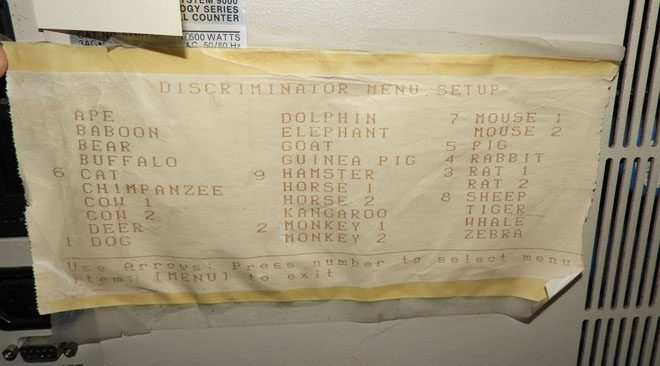 STEM 9000
OGY SERIES
L COUNTER
0500 WATTS
AC, 50/60 Hz
DISCRIMINATOR MENU SETUP
APE DOLPHIN 7 MOUSE 1
BABOON ELEPHANT MOUSE 2
BEAR GOAT 5 PIG
BUFFALO GUINEA PIG 4 RABBIT
6 CAT 9 HAMSTER 3 RAT 1
CHIMPANZEE HORSE 1 RAT 2
COW 1 HORSE 2 8 SHEEP
COW 2 KANGAROO TIGER
DEER 2 MONKEY 1 WHALE
1 DOG MONKEY 2 ZEBRA
Use Arrows; Press number to select menu
item; [MENU] to exit